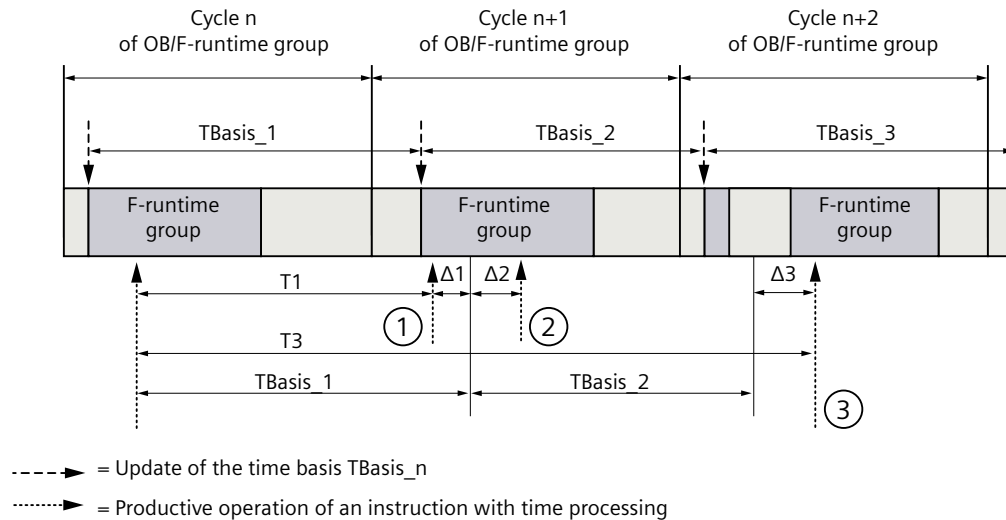 Cycle n
of OB/F-runtime group
Cycle n+1
of OB/F-runtime group
Cycle n+2
of OB/F-runtime group
TBasis_1
TBasis_2
TBasis_3
F-runtime
group
F-runtime
group
F-runtime
group
T1
Δ1
Δ2
Δ3
1
2
T3
TBasis_1
TBasis_2
3
= Update of the time basis TBasis_n
= Productive operation of an instruction with time processing